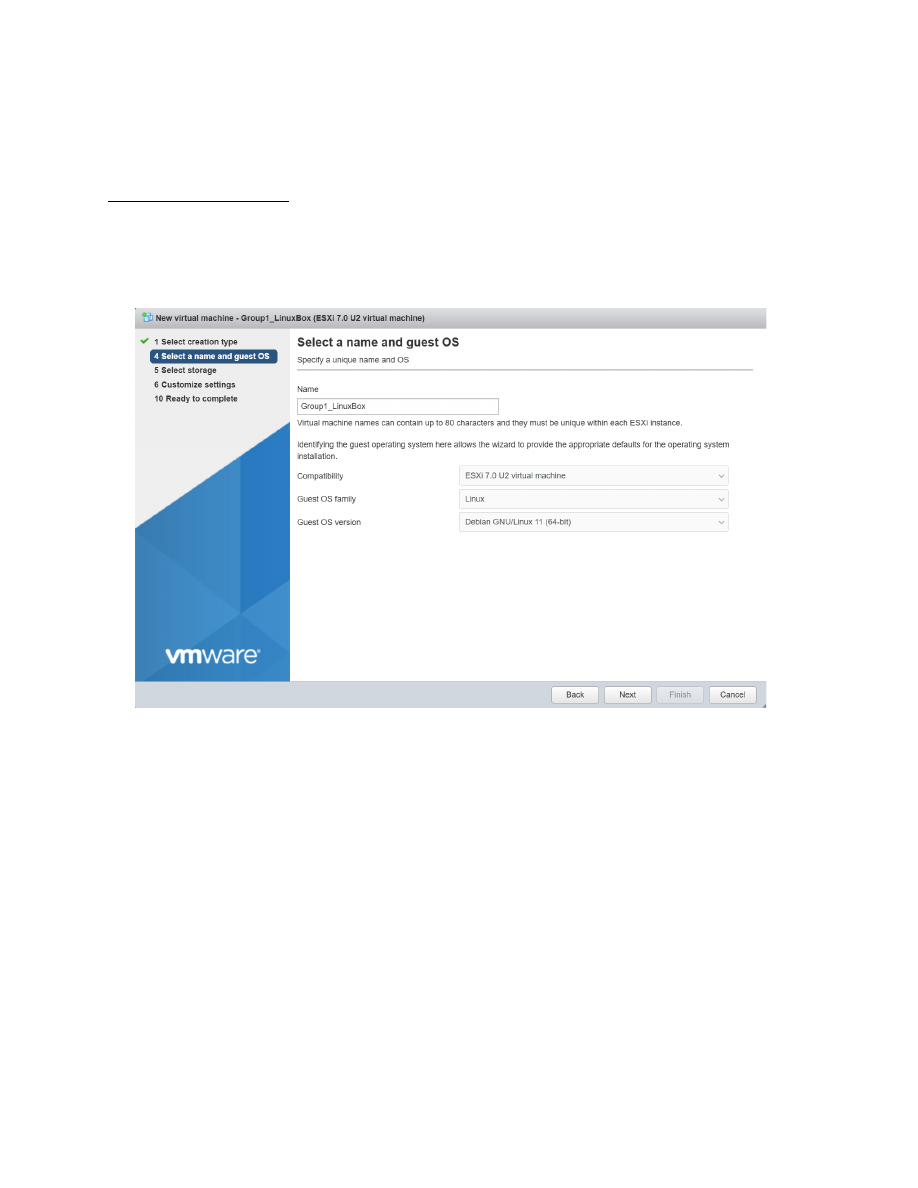 New virtual machine - Group1_LinuxBox (ESXi 7.0 U2 virtual machine)
1 Select creation type
4 Select a name and guest OS
5 Select storage
6 Customize settings
10 Ready to complete
vmware®
Select a name and guest OS
Specify a unique name and OS
Name
Group1_LinuxBox
Virtual machine names can contain up to 80 characters and they must be unique within each ESXi instance.
Identifying the guest operating system here allows the wizard to provide the appropriate defaults for the operating system
installation.
Compatibility ESXi 7.0 U2 virtual machine
Guest OS family Linux
Guest OS version Debian GNU/Linux 11 (64-bit)
Back Next Finish Cancel